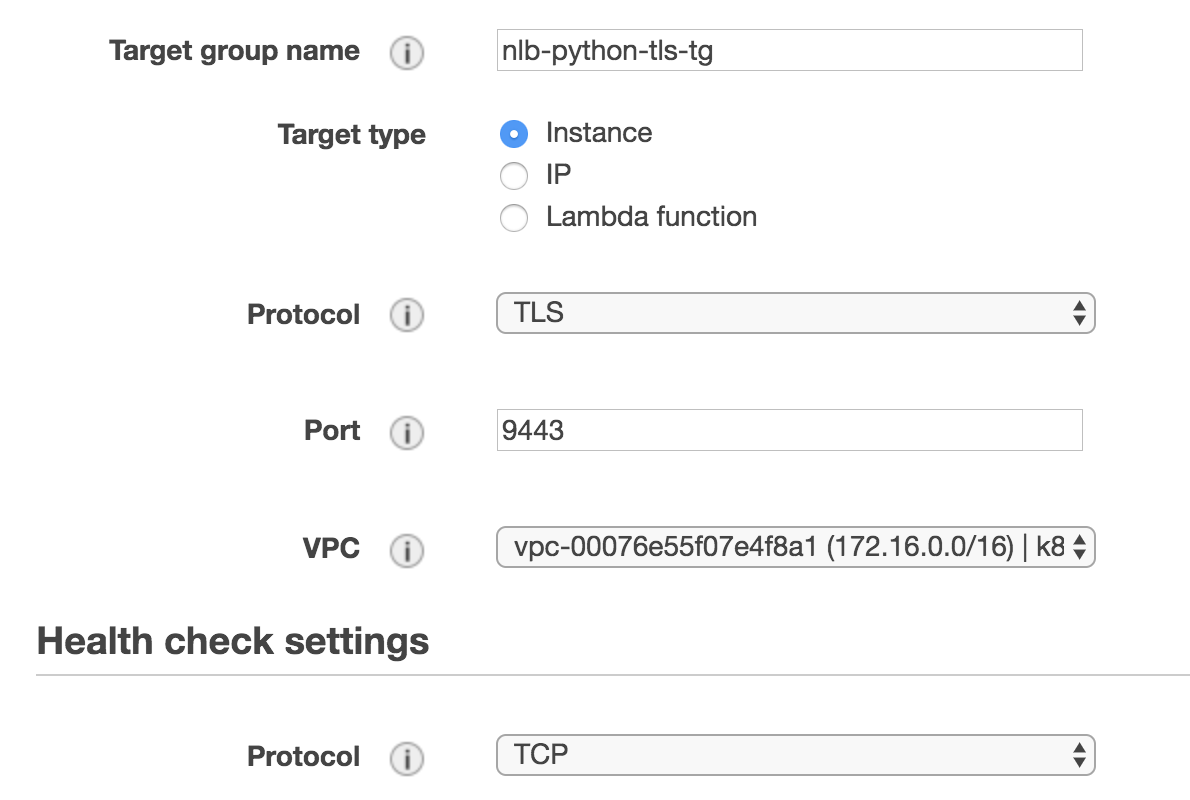 Target group name i nlb-python-tls-tg
Target type Instance
IP
Lambda function
Protocol i TLS
Port i 9443
VPC i vpc-00076e55f07e4f8a1 (172.16.0.0/16) | k8
Health check settings
Protocol i TCP